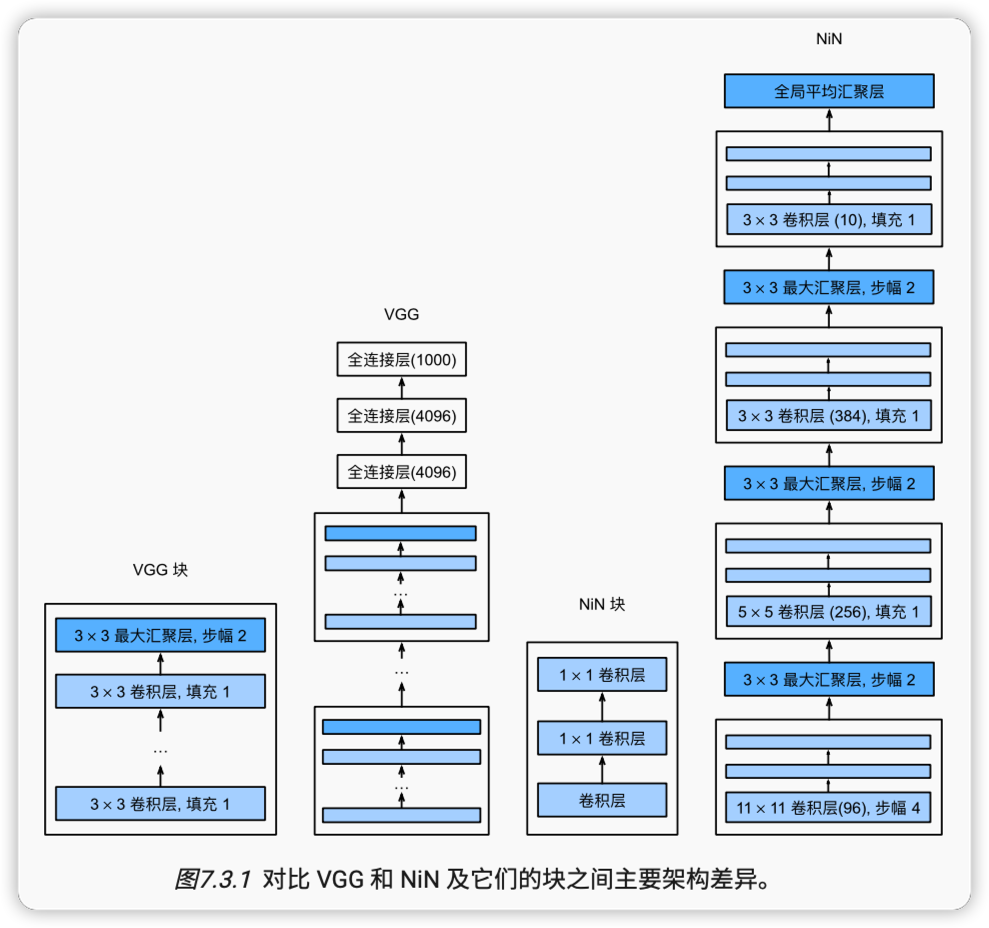 VGG 块
3 × 3 最大汇聚层, 步幅 2
3 × 3 卷积层, 填充 1
...
3 × 3 卷积层, 填充 1
VGG
全连接层(1000)
全连接层(4096)
全连接层(4096)
...
...
...
NiN 块
1 × 1 卷积层
1 × 1 卷积层
卷积层
NiN
全局平均汇聚层
3 × 3 卷积层 (10), 填充 1
3 × 3 最大汇聚层, 步幅 2
3 × 3 卷积层 (384), 填充 1
3 × 3 最大汇聚层, 步幅 2
5 × 5 卷积层 (256), 填充 1
3 × 3 最大汇聚层, 步幅 2
11 × 11 卷积层(96), 步幅 4
图7.3.1 对比 VGG 和 NiN 及它们的块之间主要架构差异。